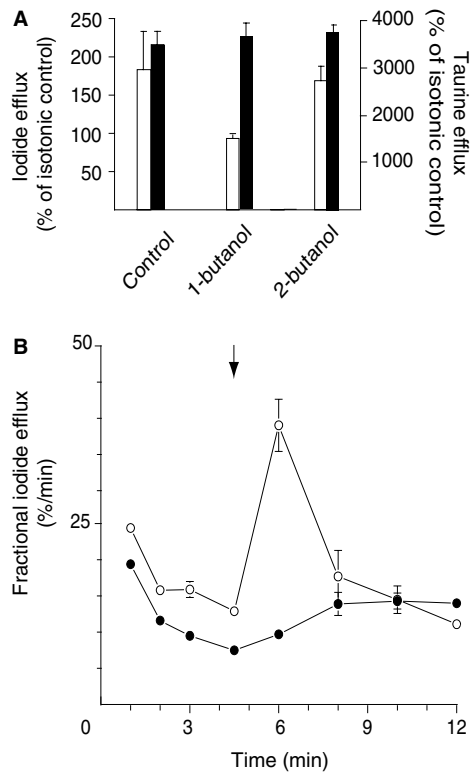 A
250
200
150
100
50
Iodide efflux
(% of isotonic control)
4000
3000
2000
1000
Taurine efflux
(% of isotonic control)
Control
1-butanol
2-butanol
B
50
25
Fractional iodide efflux
(%/min)
0 3 6 9 12
Time (min)